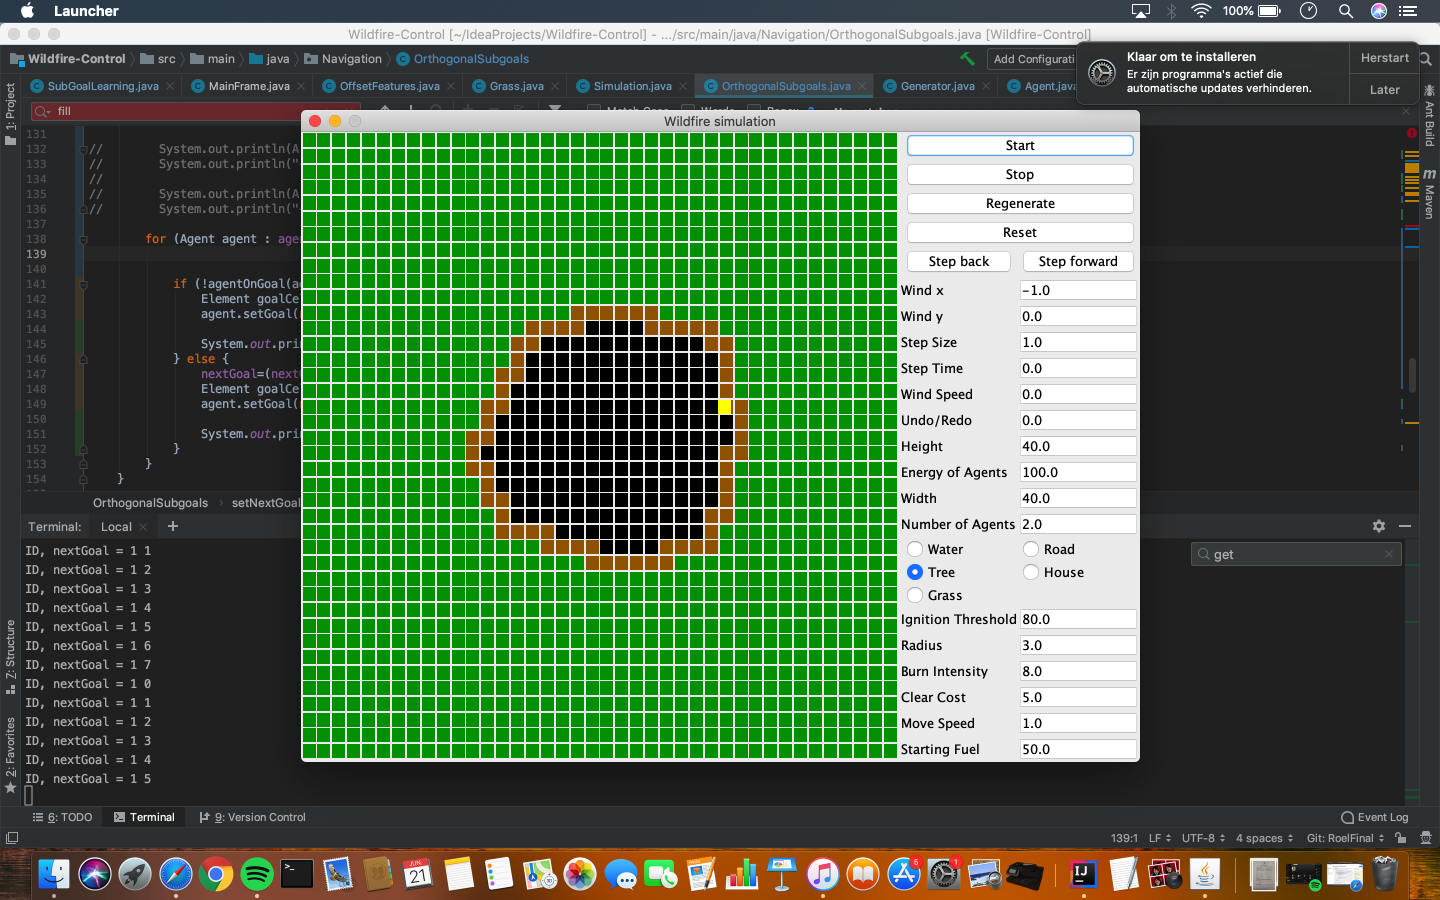 Launcher
100%
Wildfire-Control [~/IdeaProjects/Wildfire-Control] - .../src/main/java/Navigation/OrthogonalSubgoals.java [Wildfire-Control]
Wildfire-Control
src
main
java
Navigation
OrthogonalSubgoals
Add Configurati
Klaar om te installeren
Er zijn programma's actief die
automatische updates verhinderen.
Herstart
Later
SubGoalLearning.java
MainFrame.java
OffsetFeatures.java
Grass.java
Simulation.java
OrthogonalSubgoals.java
Generator.java
Agent.java
fill
1: Project
Ant Build
Maven
Z: Structure
2: Favorites
131
132 // System.out.println(A
133 // System.out.println("
134 //
135 // System.out.println(A
136 // System.out.println("
137
138 for (Agent agent : age
139
140
141 if (!agentOnGoal(ag
142 Element goalCe
143 agent.setGoal(
144
145 System.out.prin
146 } else {
147 nextGoal=(next
148 Element goalCe
149 agent.setGoal(
150
151 System.out.prin
152 }
153 }
154 }
OrthogonalSubgoals
setNextGoal
Wildfire simulation
Start
Stop
Regenerate
Reset
Step back
Step forward
Wind x -1.0
Wind y 0.0
Step Size 1.0
Step Time 0.0
Wind Speed 0.0
Undo/Redo 0.0
Height 40.0
Energy of Agents 100.0
Width 40.0
Number of Agents 2.0
Water Road
Tree House
Grass
Ignition Threshold 80.0
Radius 3.0
Burn Intensity 8.0
Clear Cost 5.0
Move Speed 1.0
Starting Fuel 50.0
Terminal: Local
get
ID, nextGoal = 1 1
ID, nextGoal = 1 2
ID, nextGoal = 1 3
ID, nextGoal = 1 4
ID, nextGoal = 1 5
ID, nextGoal = 1 6
ID, nextGoal = 1 7
ID, nextGoal = 1 0
ID, nextGoal = 1 1
ID, nextGoal = 1 2
ID, nextGoal = 1 3
ID, nextGoal = 1 4
ID, nextGoal = 1 5
6: TODO
Terminal
9: Version Control
Event Log
139:1 LF UTF-8 4 spaces Git: RoelFinal
JUN
21
5
1
IJ